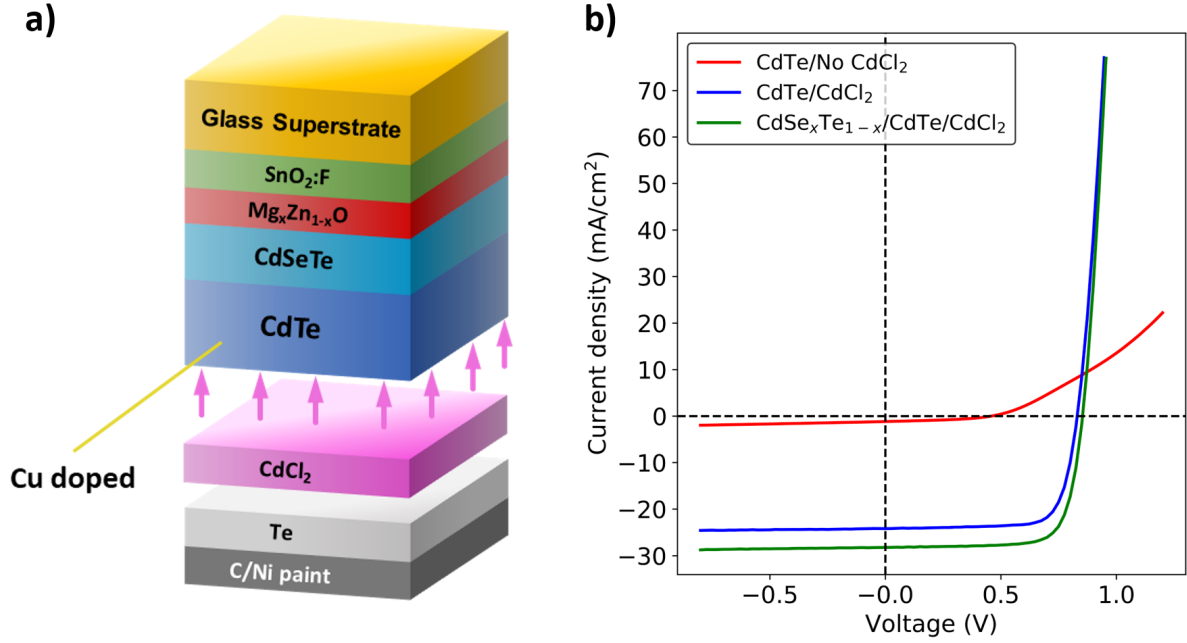 a)
Glass Superstrate
SnO₂:F
MgₓZn₁₋ₓO
CdSeTe
CdTe
Cu doped
CdCl₂
Te
C/Ni paint
b)
CdTe/No CdCl₂
CdTe/CdCl₂
CdSeₓTe₁₋ₓ/CdTe/CdCl₂
Current density (mA/cm²)
70
60
50
40
30
20
10
0
−10
−20
−30
−0.5
0.0
0.5
1.0
Voltage (V)